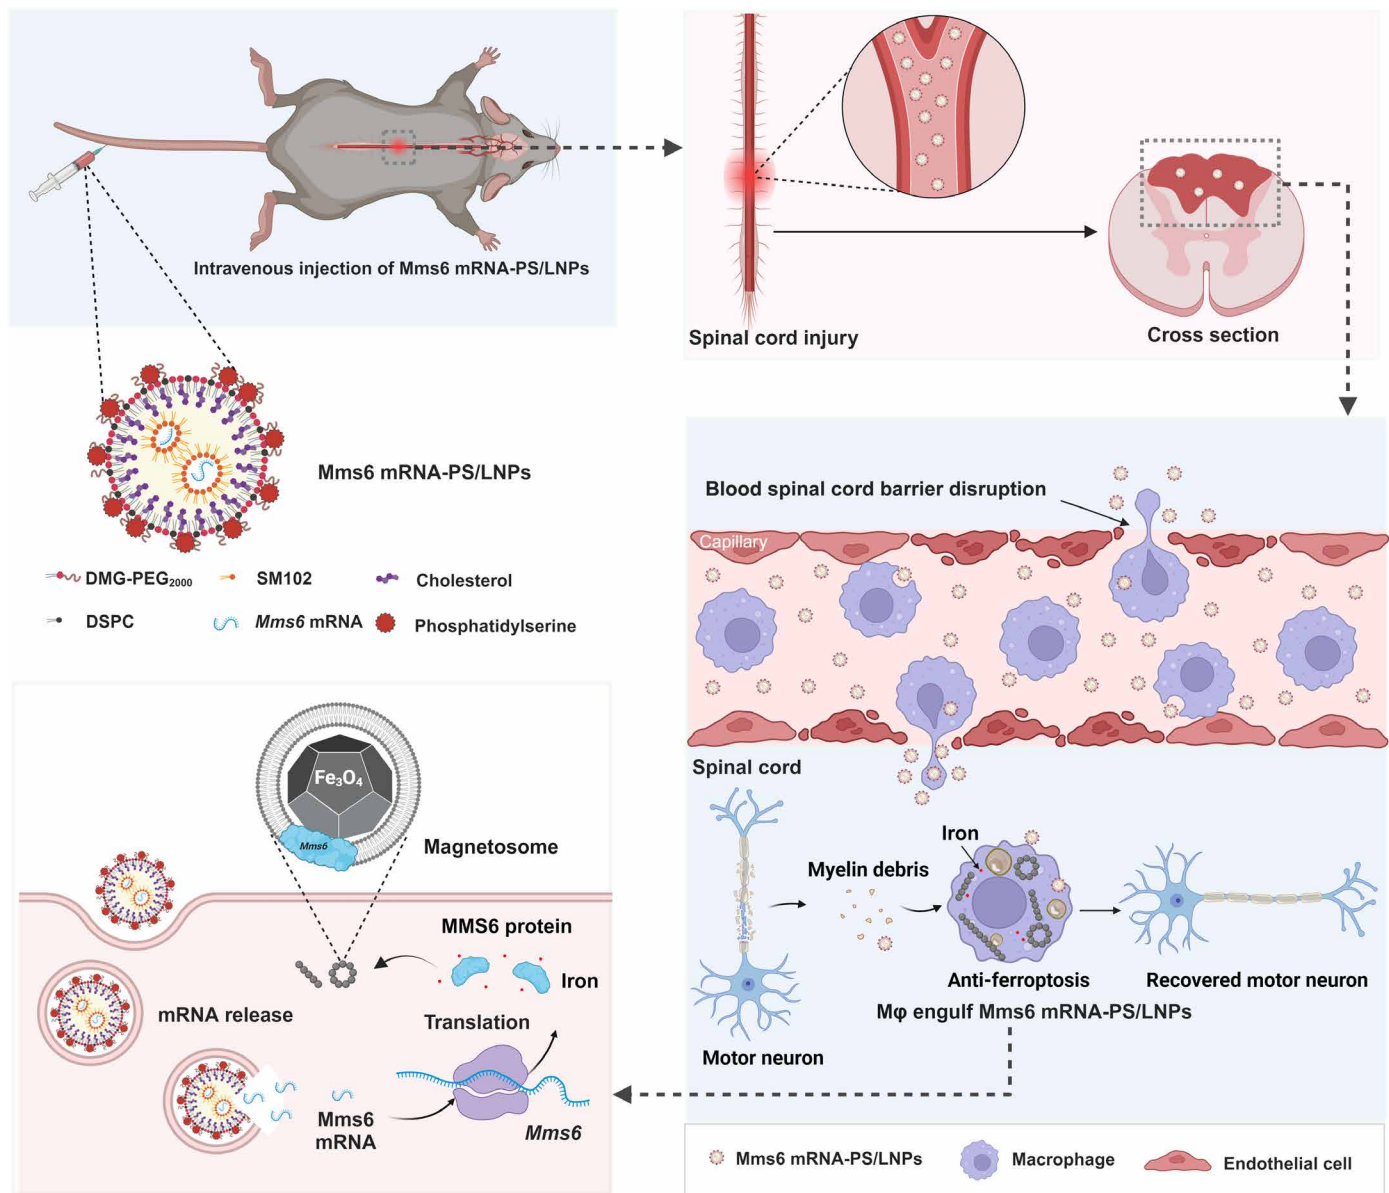 Intravenous injection of Mms6 mRNA-PS/LNPs
Spinal cord injury
Cross section
Mms6 mRNA-PS/LNPs
DMG-PEG2000
SM102
Cholesterol
DSPC
Mms6 mRNA
Phosphatidylserine
Blood spinal cord barrier disruption
Capillary
Spinal cord
Iron
Myelin debris
Anti-ferroptosis
Recovered motor neuron
Mφ engulf Mms6 mRNA-PS/LNPs
Motor neuron
Fe3O4
Mms6
Magnetosome
MMS6 protein
Iron
mRNA release
Translation
Mms6
mRNA
Mms6
Mms6 mRNA-PS/LNPs
Macrophage
Endothelial cell